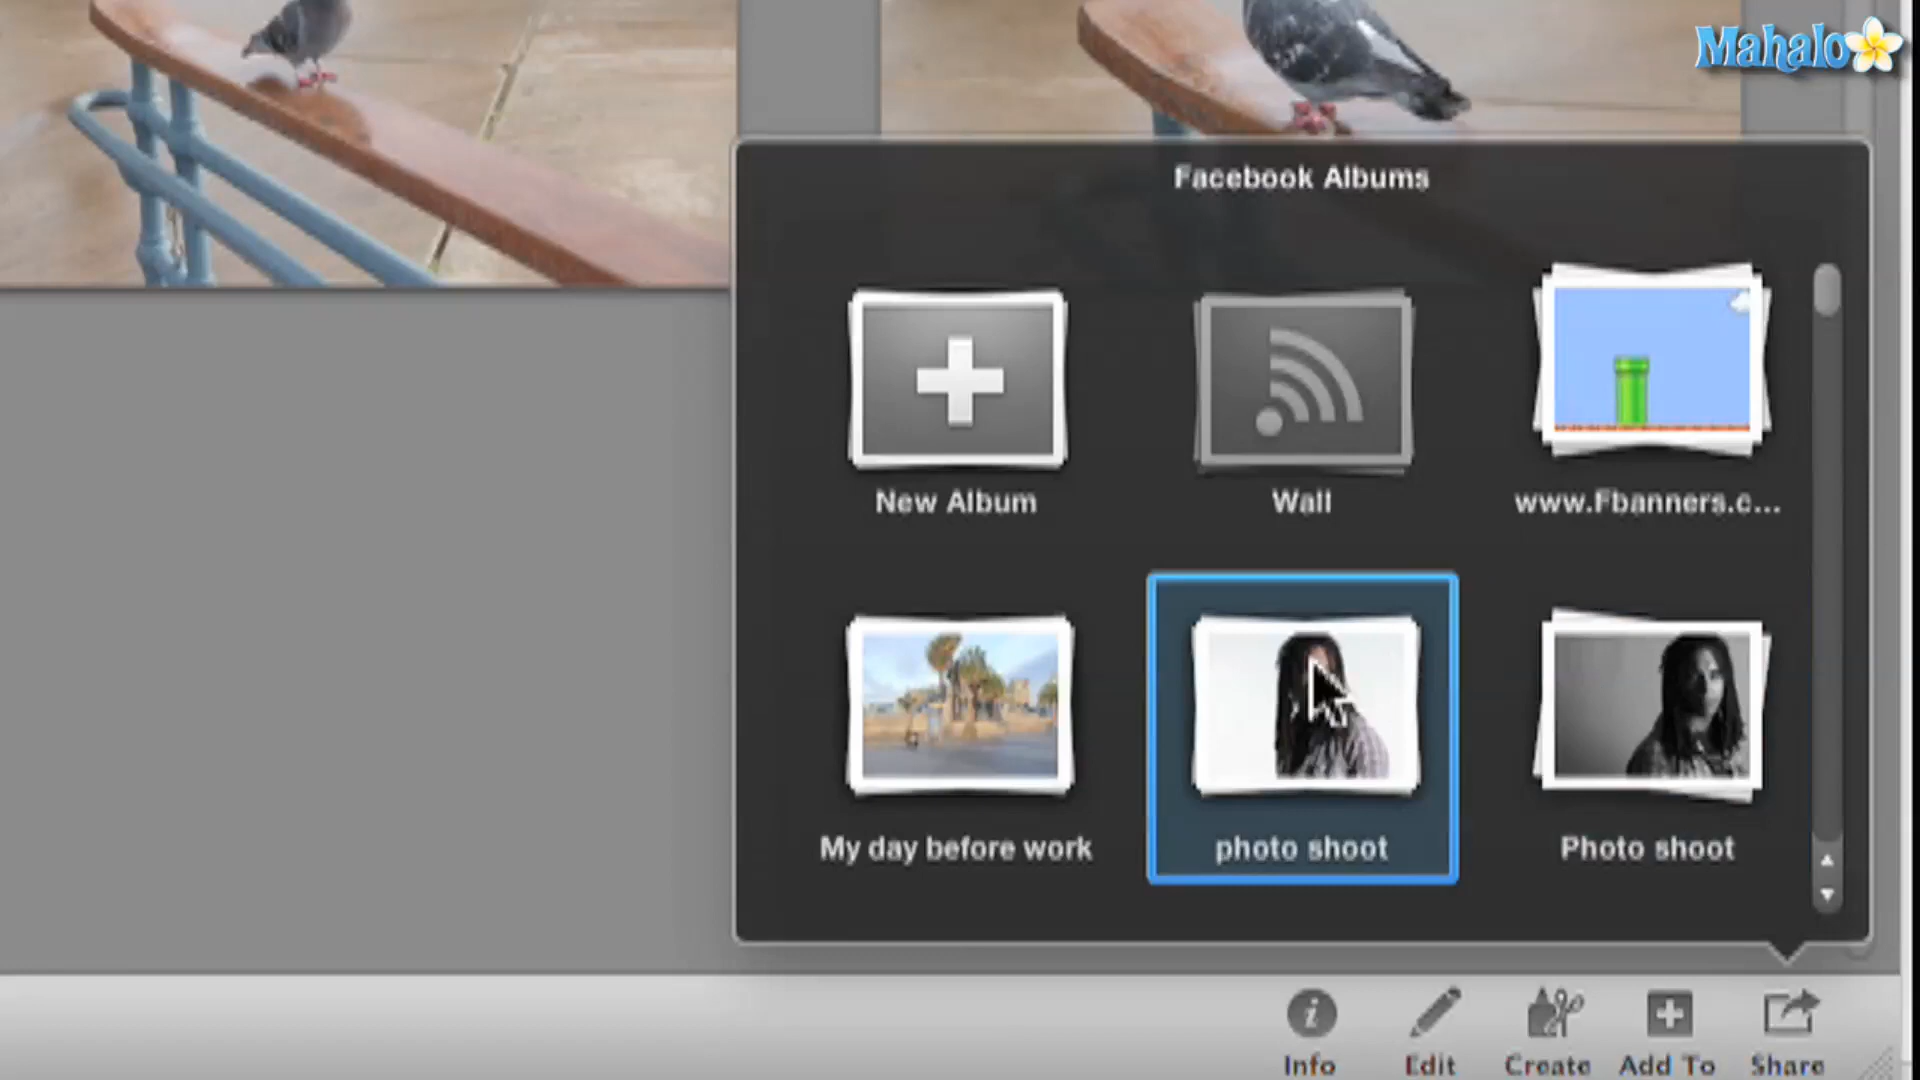 Mahalo
Facebook Albums
New Album
Wall
www.Fbanners.c...
My day before work
photo shoot
Photo shoot
Info
Edit
Create
Add To
Share